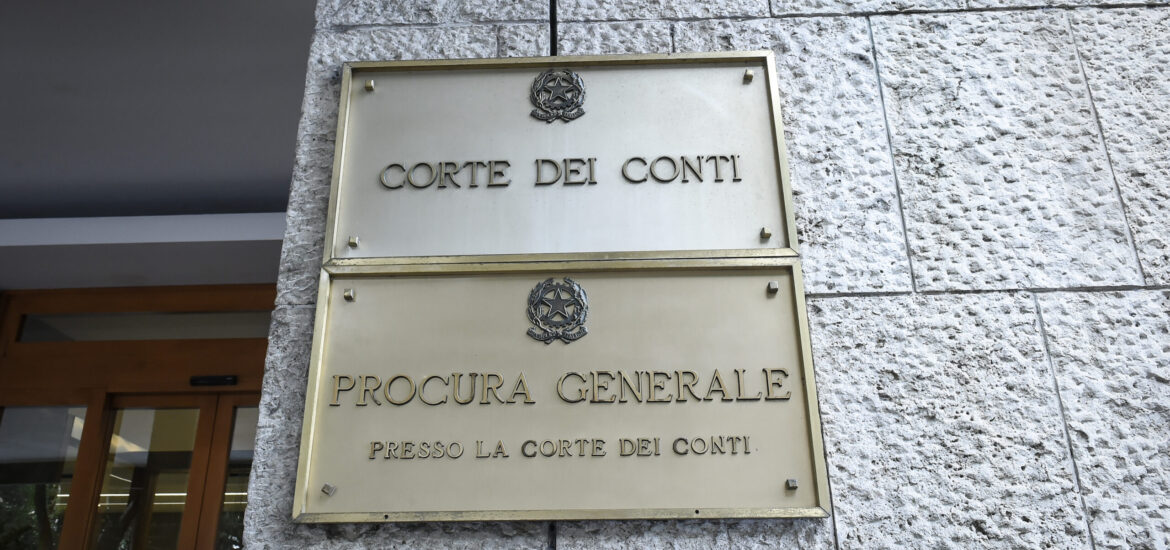 CORTE DEI CONTI
PROCURA GENERALE
PRESSO LA CORTE DEI CONTI